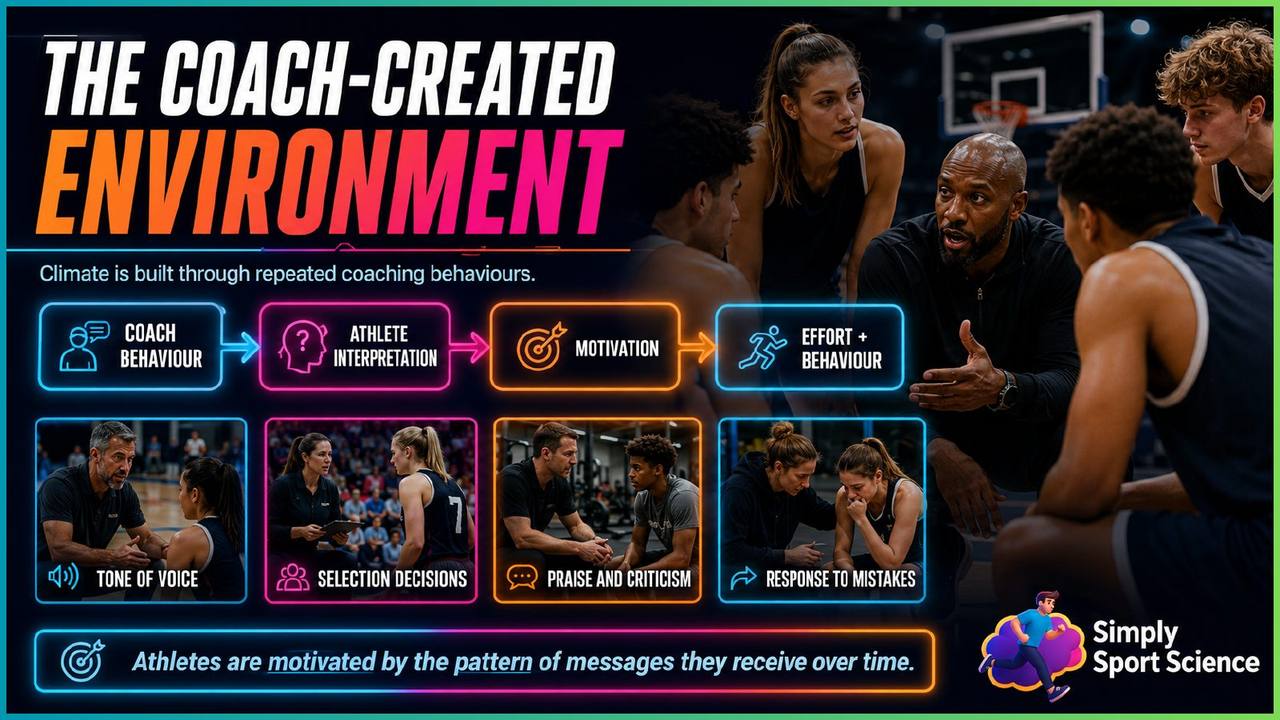 THE COACH-CREATED
ENVIRONMENT
Climate is built through repeated coaching behaviours.
COACH
BEHAVIOUR
ATHLETE
INTERPRETATION
MOTIVATION
EFFORT +
BEHAVIOUR
TONE OF VOICE
7
SELECTION DECISIONS
PRAISE AND CRITICISM
RESPONSE TO MISTAKES
Athletes are motivated by the pattern of messages they receive over time.
Simply
Sport Science